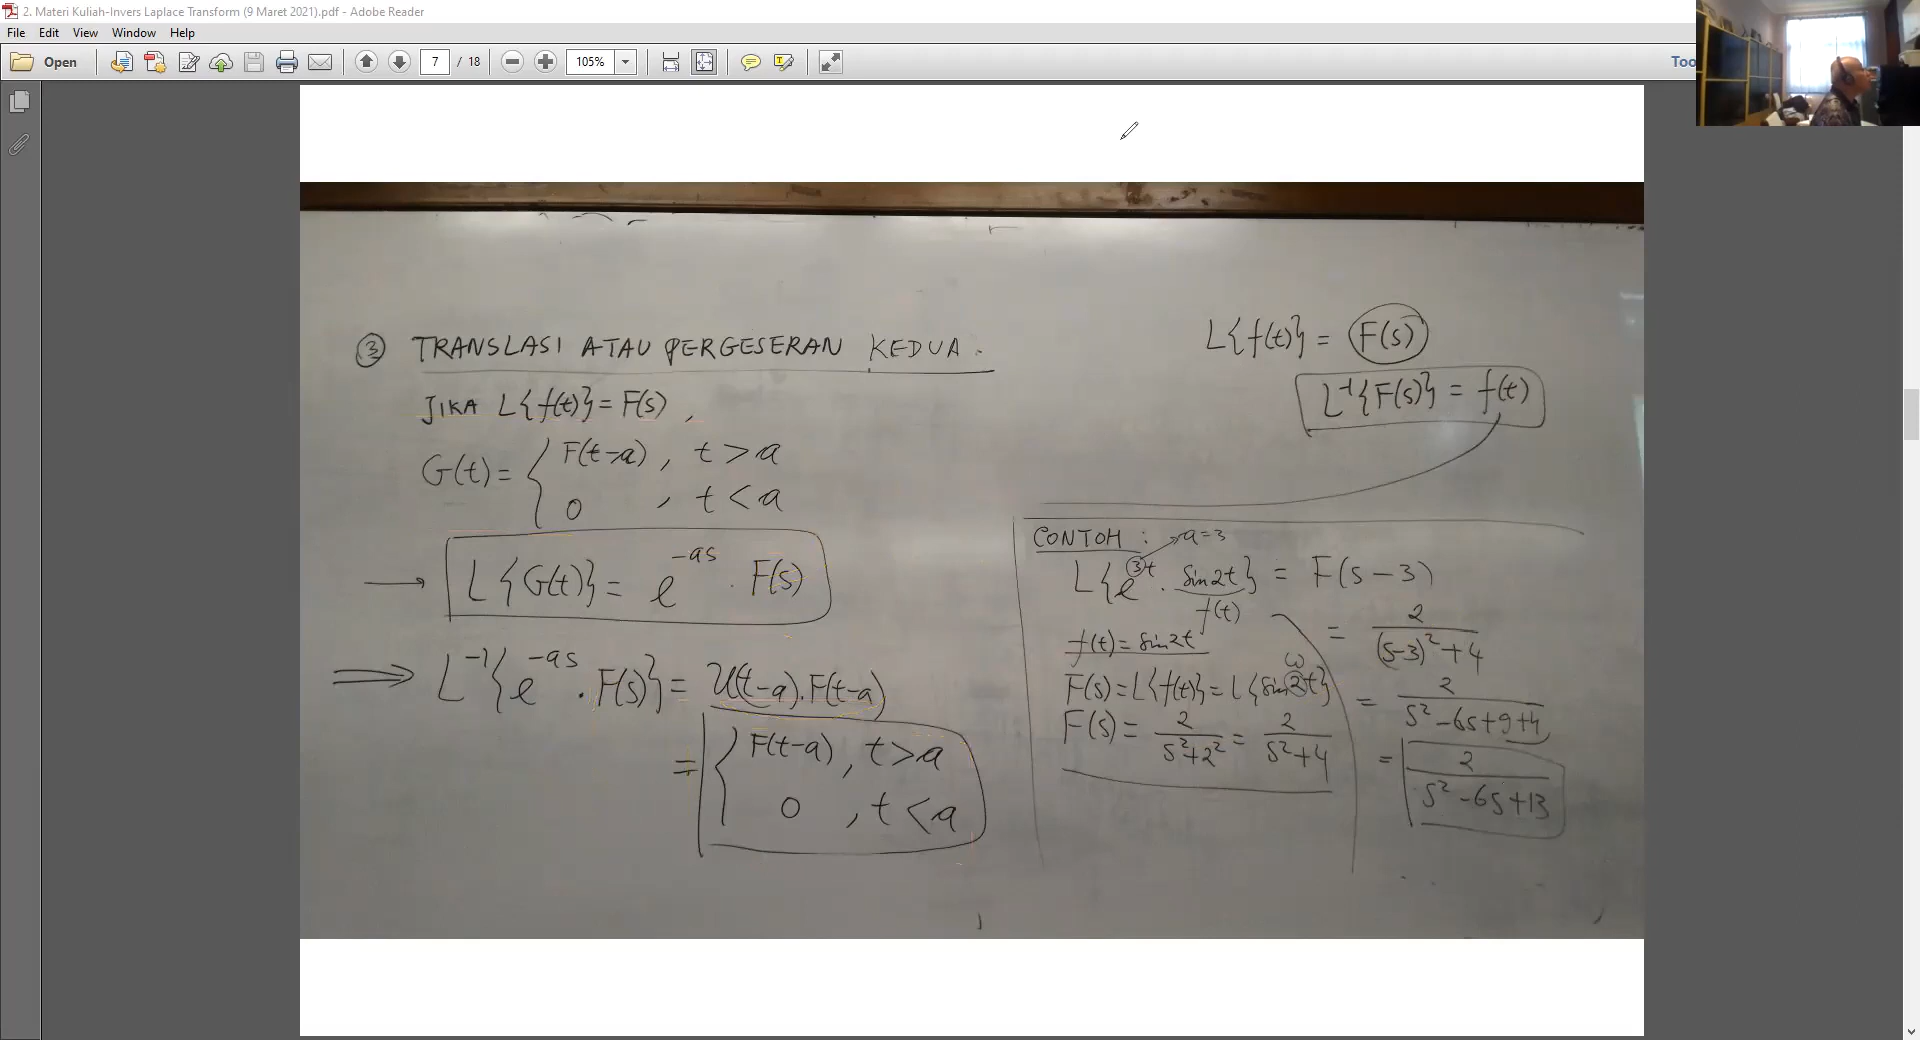 2. Materi Kuliah-Invers Laplace Transform (9 Maret 2021).pdf - Adobe Reader
File Edit View Window Help
Open 7 / 18 105% Too
③ TRANSLASI ATAU PERGESERAN KEDUA.
JIKA L{f(t)} = F(s),
G(t) = { F(t-a), t > a
0, t < a
→ L{G(t)} = e^{-as} · F(s)
⇒ L^{-1}{e^{-as} · F(s)} = U(t-a).F(t-a)
= { F(t-a), t > a
0, t < a
L{f(t)} = F(s)
L^{-1}{F(s)} = f(t)
CONTOH : → a=3
L{e^{3t} · sin2t} = F(s-3)
f(t)
f(t) = sin2t
ω
F(s) = L{f(t)} = L{sin2t}
F(s) = 2/(s²+2²) = 2/(s²+4)
= 2/((s-3)²+4)
= 2/(s²-6s+9+4)
= 2/(s²-6s+13)